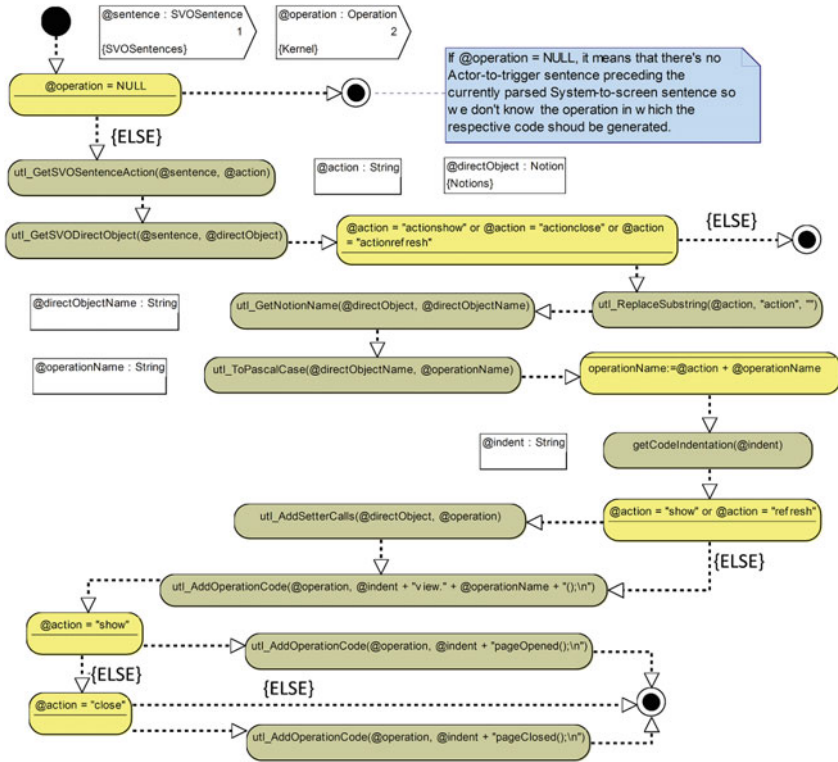 @sentence : SVOSentence
1
{SVOSentences}
@operation : Operation
2
{Kernel}
@operation = NULL
If @operation = NULL, it means that there's no
Actor-to-trigger sentence preceding the
currently parsed System-to-screen sentence so
we don't know the operation in which the
respective code shoud be generated.
{ELSE}
utl_GetSVOSentenceAction(@sentence, @action)
@action : String
@directObject : Notion
{Notions}
utl_GetSVODirectObject(@sentence, @directObject)
@action = "actionshow" or @action = "actionclose" or @action
= "actionrefresh"
{ELSE}
@directObjectName : String
utl_GetNotionName(@directObject, @directObjectName)
utl_ReplaceSubstring(@action, "action", "")
@operationName : String
utl_ToPascalCase(@directObjectName, @operationName)
operationName:=@action + @operationName
@indent : String
getCodeIndentation(@indent)
utl_AddSetterCalls(@directObject, @operation)
@action = "show" or @action = "refresh"
{ELSE}
utl_AddOperationCode(@operation, @indent + "view." + @operationName + "();\n")
@action = "show"
utl_AddOperationCode(@operation, @indent + "pageOpened();\n")
{ELSE}
{ELSE}
@action = "close"
utl_AddOperationCode(@operation, @indent + "pageClosed();\n")